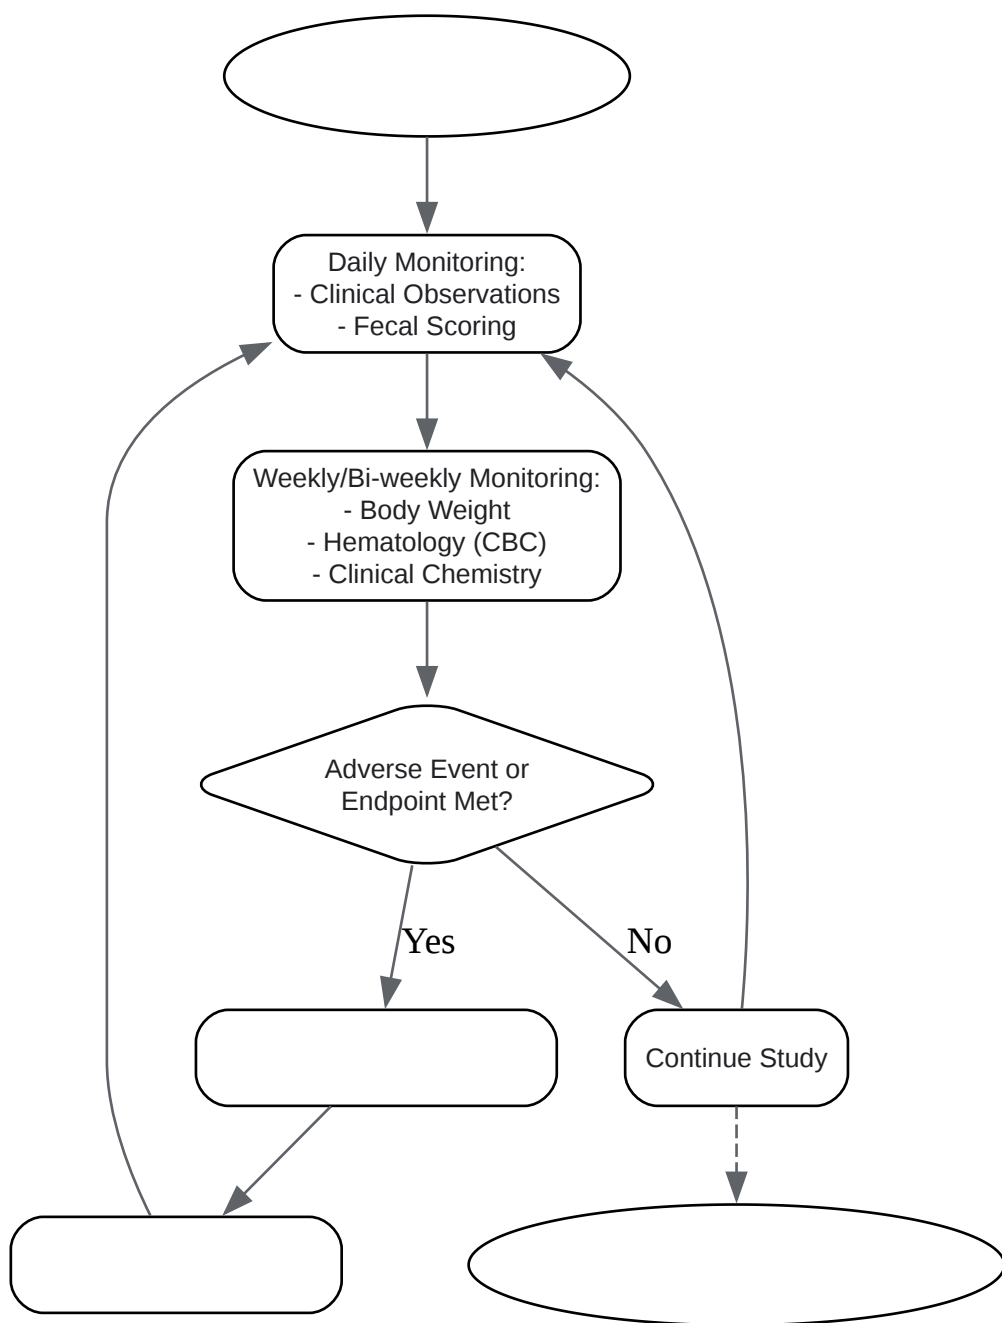 Daily Monitoring:
- Clinical Observations
- Fecal Scoring
Weekly/Bi-weekly Monitoring:
- Body Weight
- Hematology (CBC)
- Clinical Chemistry
Adverse Event or
Endpoint Met?
Yes
No
Continue Study